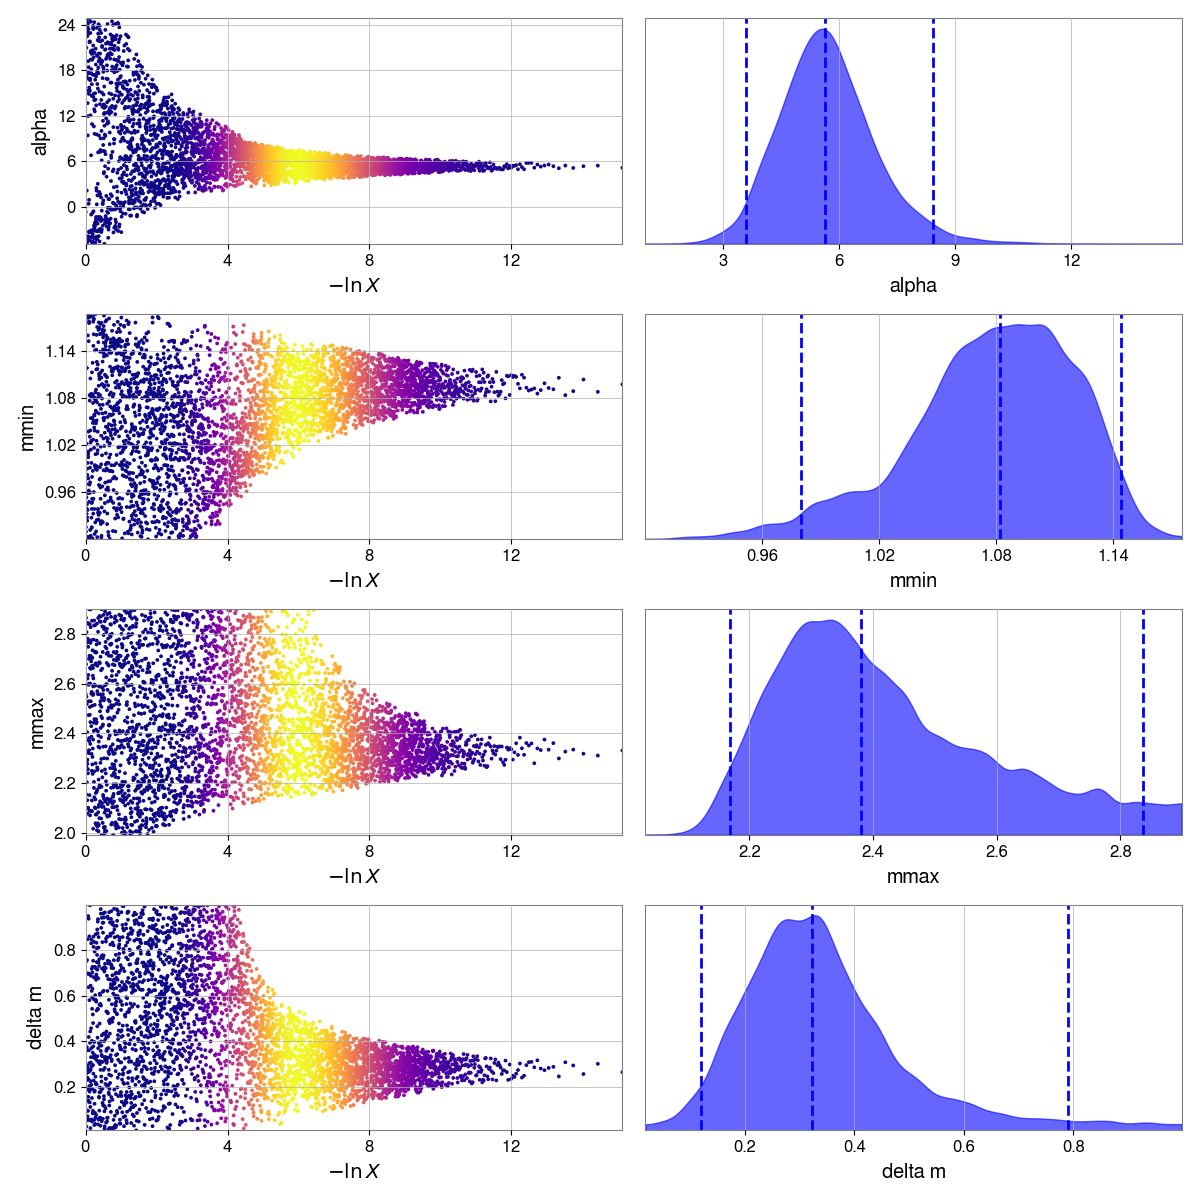 alpha
24
18
12
6
0
0 4 8 12
−ln X
3 6 9 12
alpha
mmin
1.14
1.08
1.02
0.96
0 4 8 12
−ln X
0.96 1.02 1.08 1.14
mmin
mmax
2.8
2.6
2.4
2.2
2.0
0 4 8 12
−ln X
2.2 2.4 2.6 2.8
mmax
delta m
0.8
0.6
0.4
0.2
0 4 8 12
−ln X
0.2 0.4 0.6 0.8
delta m